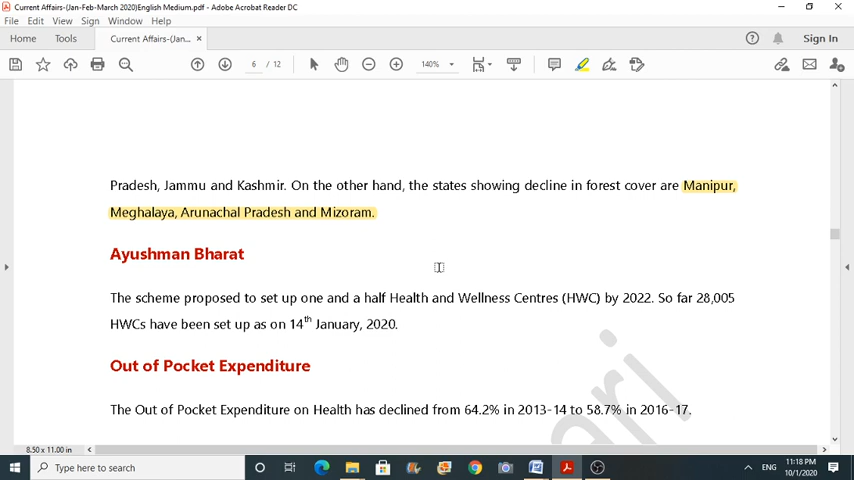 Current Affairs-(Jan-Feb-March 2020)English Medium.pdf - Adobe Acrobat Reader DC
File Edit View Sign Window Help
Home Tools Current Affairs-(Jan... × Sign In
6 / 12 140%
Pradesh, Jammu and Kashmir. On the other hand, the states showing decline in forest cover are Manipur,
Meghalaya, Arunachal Pradesh and Mizoram.
Ayushman Bharat
The scheme proposed to set up one and a half Health and Wellness Centres (HWC) by 2022. So far 28,005
HWCs have been set up as on 14th January, 2020.
Out of Pocket Expenditure
The Out of Pocket Expenditure on Health has declined from 64.2% in 2013-14 to 58.7% in 2016-17.
ari
8.50 x 11.00 in
Type here to search ENG 11:18 PM
10/1/2020